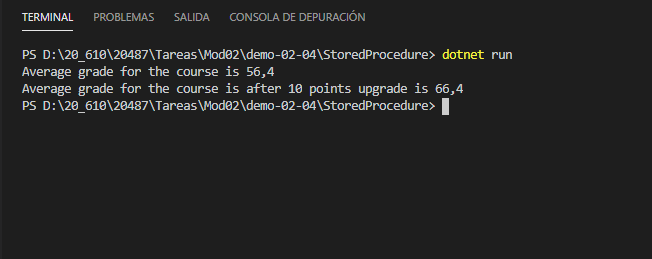 TERMINAL PROBLEMAS SALIDA CONSOLA DE DEPURACIÓN
PS D:\20_610\20487\Tareas\Mod02\demo-02-04\StoredProcedure> dotnet run
Average grade for the course is 56,4
Average grade for the course is after 10 points upgrade is 66,4
PS D:\20_610\20487\Tareas\Mod02\demo-02-04\StoredProcedure>